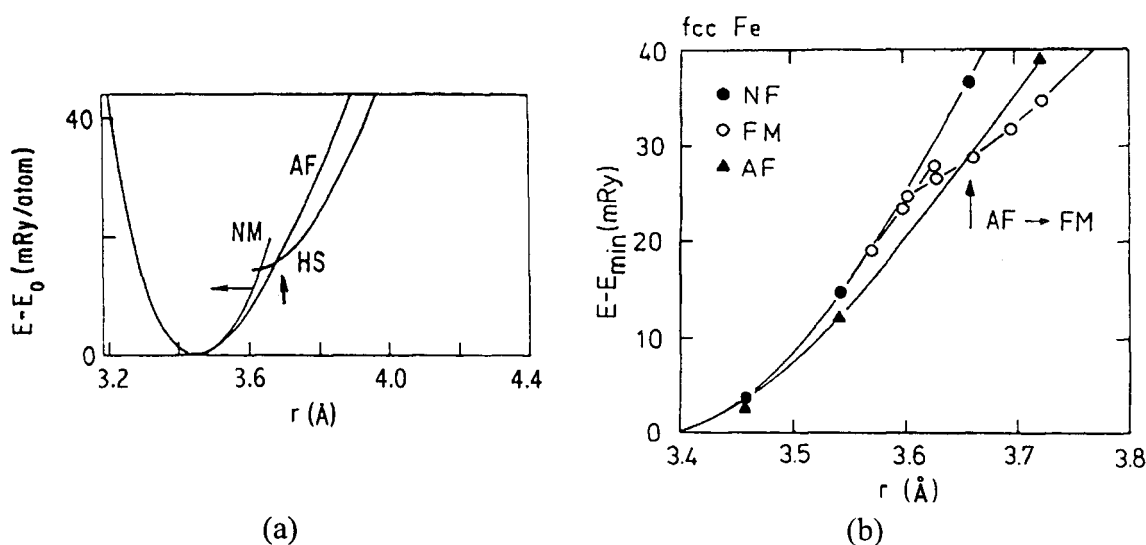 40
E-E₀ (mRy/atom)
0
AF
NM
HS
3.2
3.6
4.0
4.4
r (Å)
(a)
fcc Fe
40
30
20
10
0
E-Emin (mRy)
● NF
○ FM
▲ AF
AF → FM
3.4
3.5
3.6
3.7
3.8
r (Å)
(b)